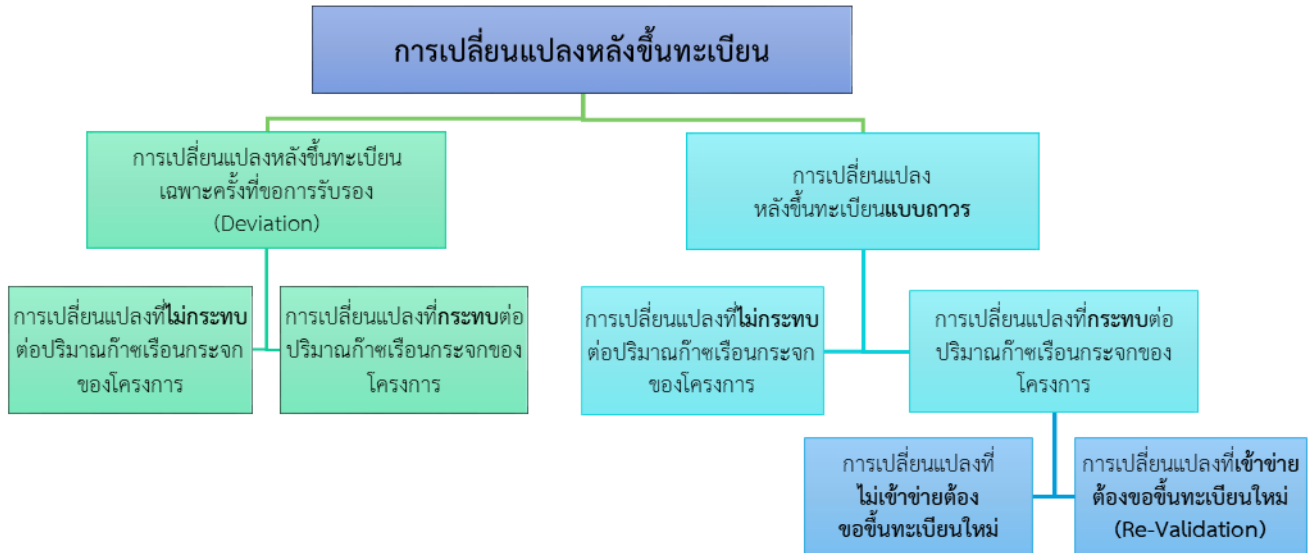 การเปลี่ยนแปลงหลังขึ้นทะเบียน
การเปลี่ยนแปลงหลังขึ้นทะเบียน
เฉพาะครั้งที่ขอการรับรอง
(Deviation)
การเปลี่ยนแปลง
หลังขึ้นทะเบียนแบบถาวร
การเปลี่ยนแปลงที่ไม่กระทบ
ต่อปริมาณก๊าซเรือนกระจก
ของโครงการ
การเปลี่ยนแปลงที่กระทบต่อ
ปริมาณก๊าซเรือนกระจกของ
โครงการ
การเปลี่ยนแปลงที่ไม่กระทบ
ต่อปริมาณก๊าซเรือนกระจก
ของโครงการ
การเปลี่ยนแปลงที่กระทบต่อ
ปริมาณก๊าซเรือนกระจกของ
โครงการ
การเปลี่ยนแปลงที่
ไม่เข้าข่ายต้อง
ขอขึ้นทะเบียนใหม่
การเปลี่ยนแปลงที่เข้าข่าย
ต้องขอขึ้นทะเบียนใหม่
(Re-Validation)